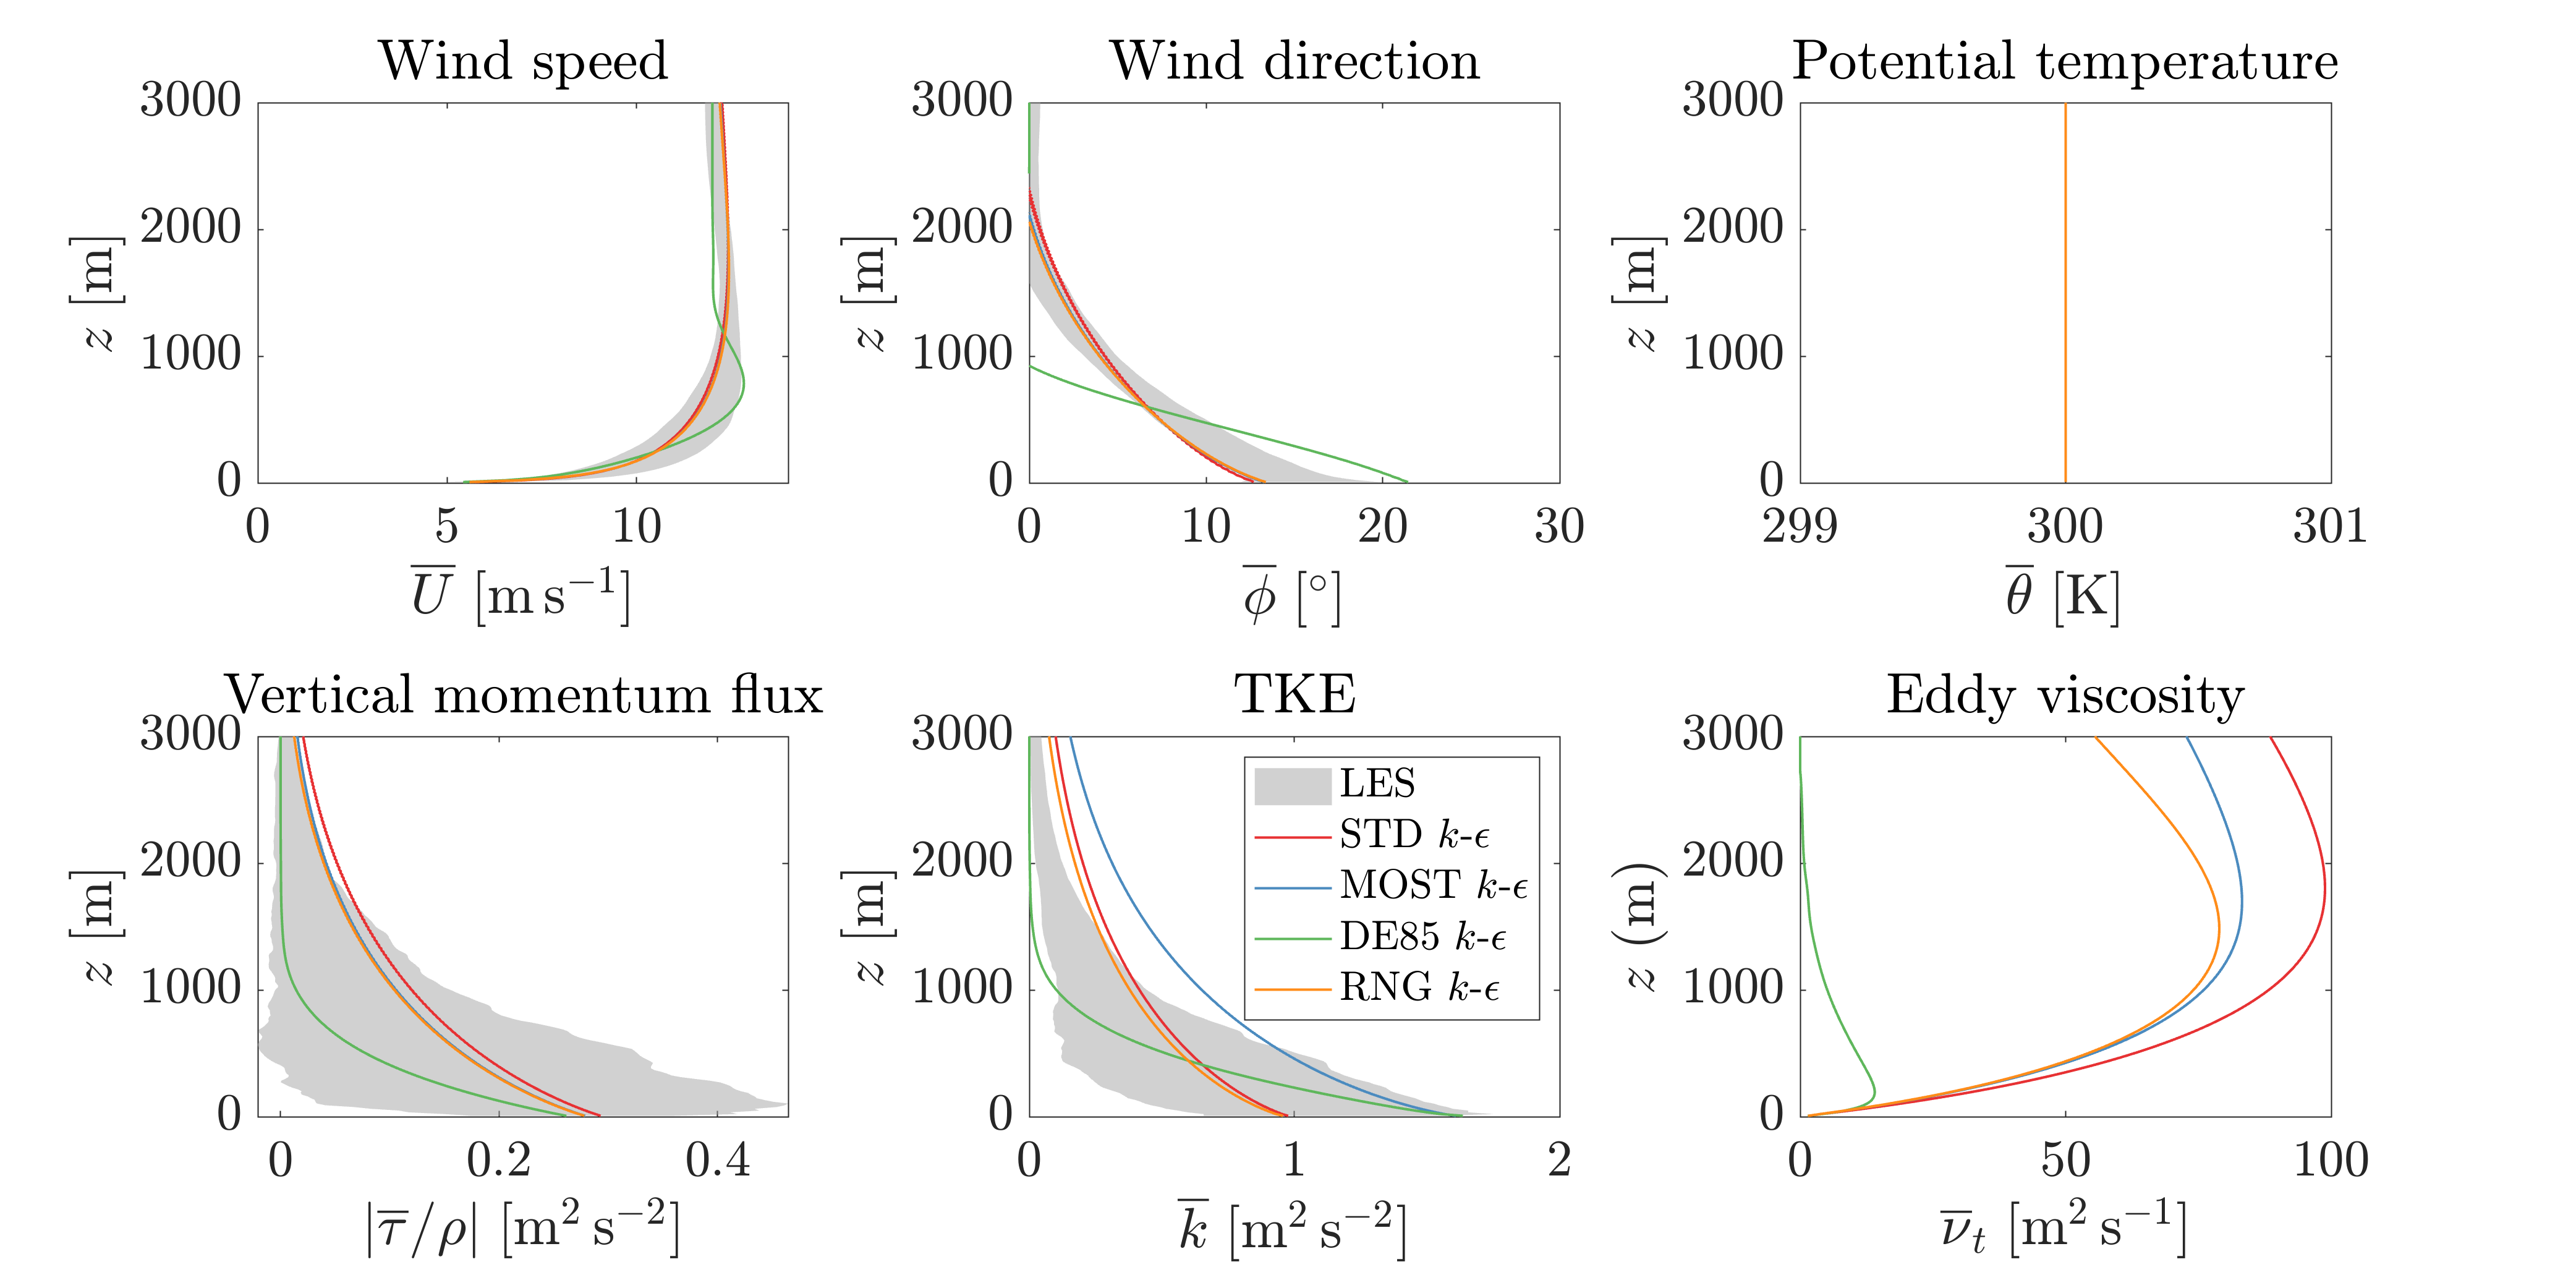 Wind speed
3000
2000
1000
0
z [m]
0 5 10
U̅ [m s⁻¹]
Wind direction
3000
2000
1000
0
z [m]
0 10 20 30
ϕ̅ [°]
Potential temperature
3000
2000
1000
0
z [m]
299 300 301
θ̅ [K]
Vertical momentum flux
3000
2000
1000
0
z [m]
0 0.2 0.4
|τ̅/ρ| [m² s⁻²]
TKE
3000
2000
1000
0
z [m]
0 1 2
k̅ [m² s⁻²]
LES
STD k-ϵ
MOST k-ϵ
DE85 k-ϵ
RNG k-ϵ
Eddy viscosity
3000
2000
1000
0
z (m)
0 50 100
ν̅ₜ [m² s⁻¹]